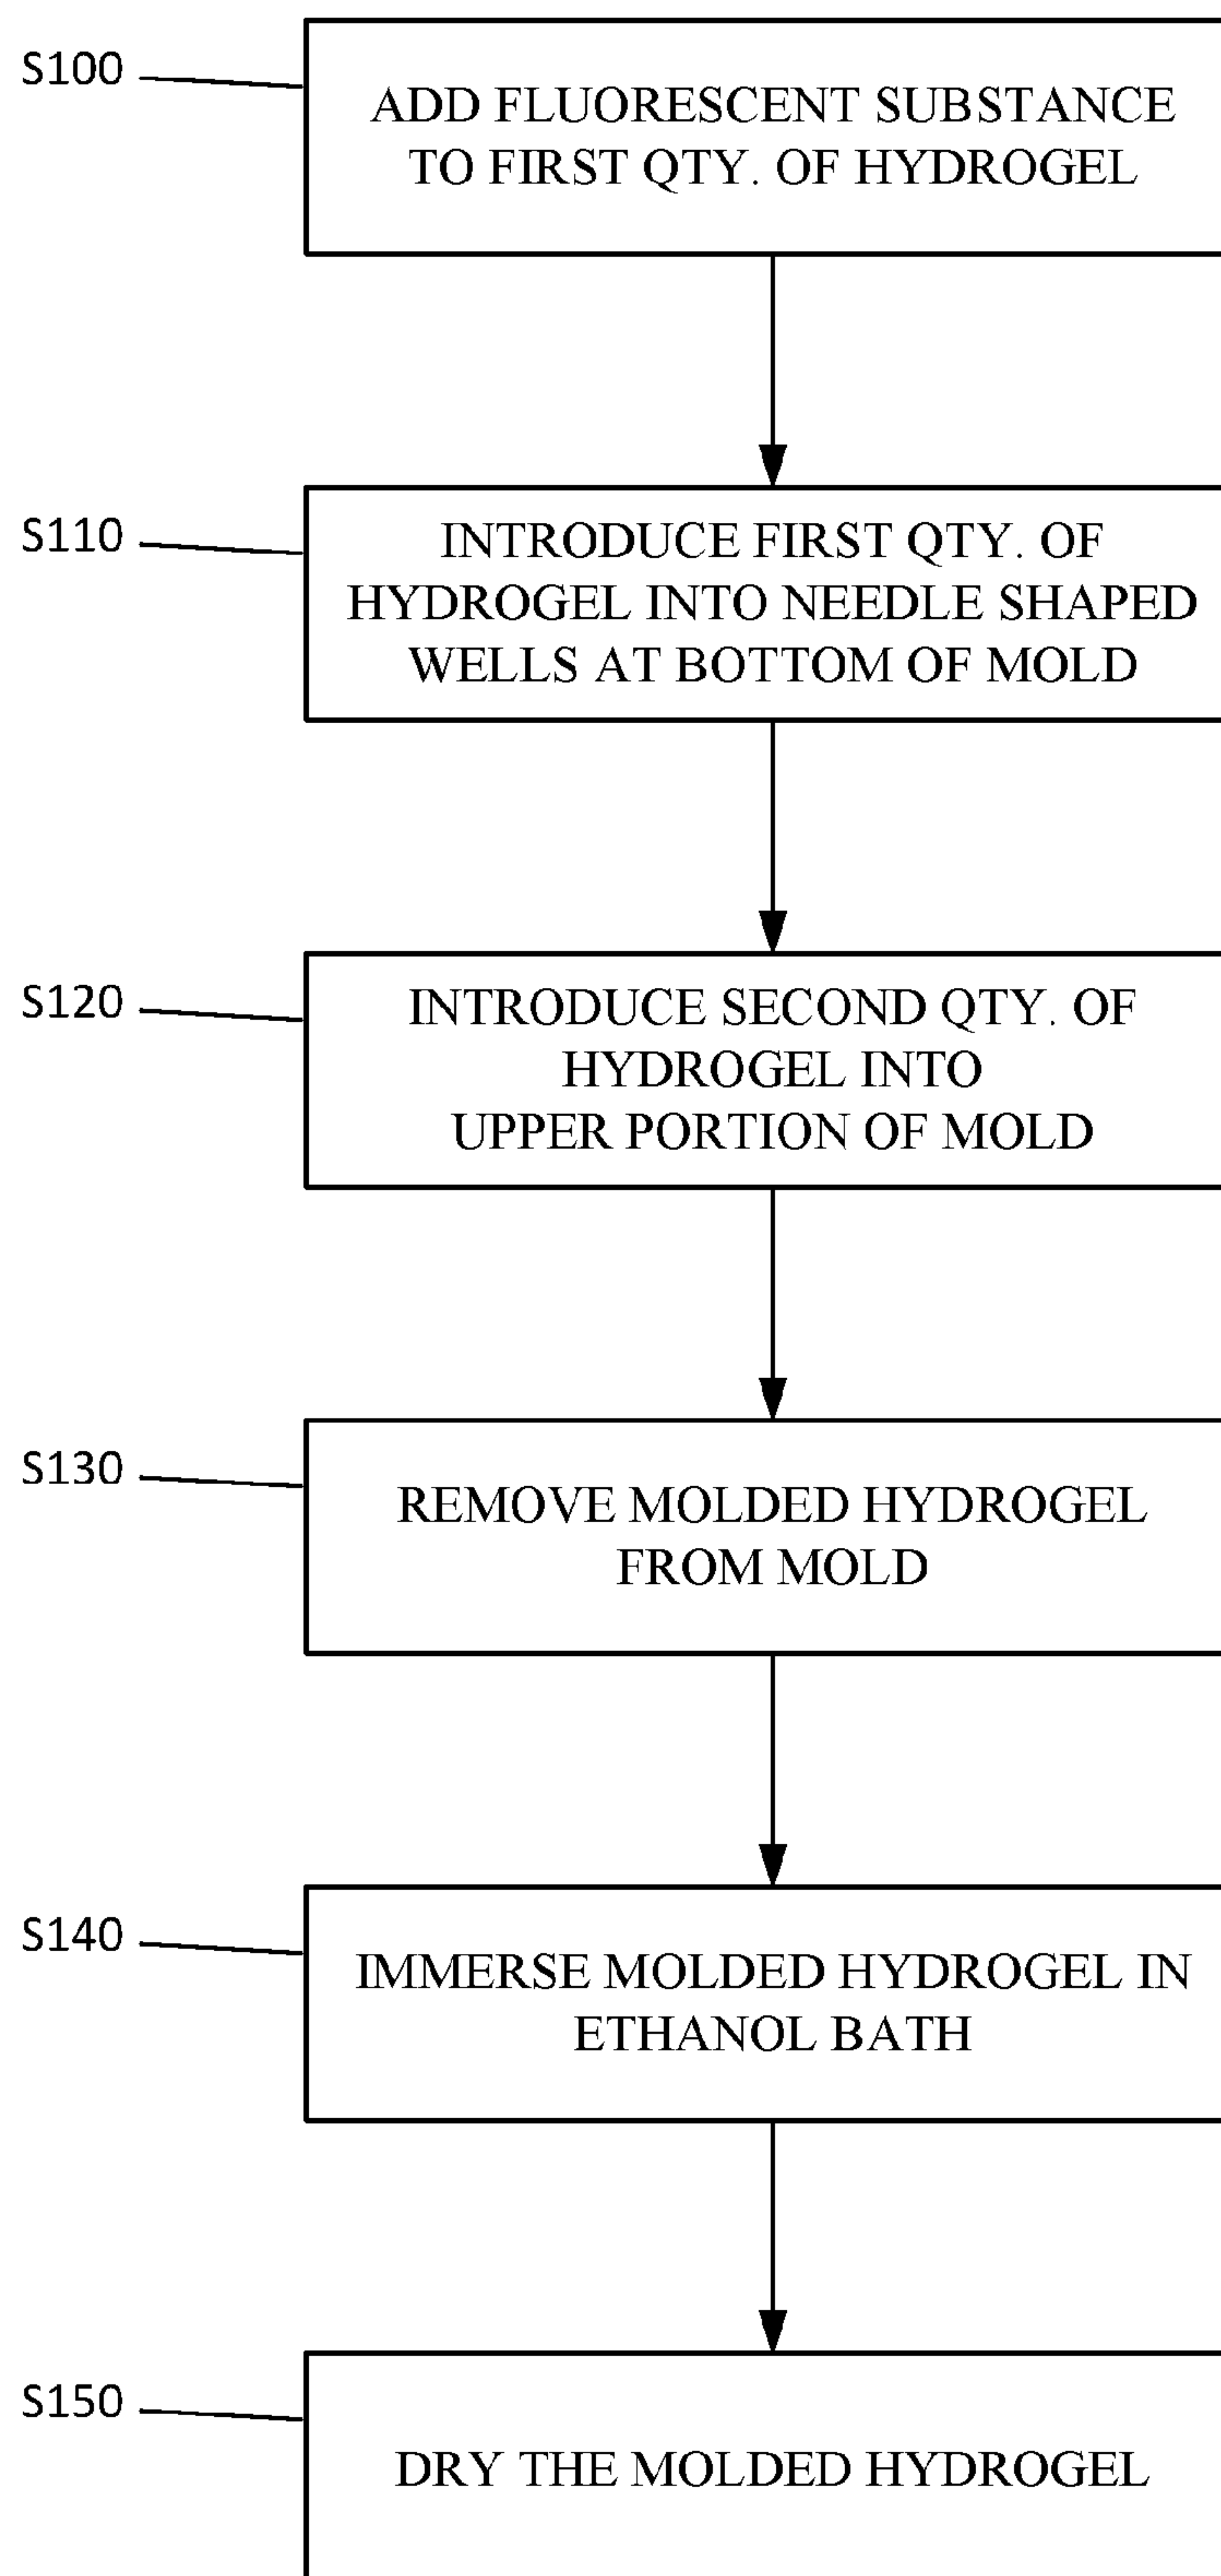 S100
ADD FLUORESCENT SUBSTANCE
TO FIRST QTY. OF HYDROGEL
S110
INTRODUCE FIRST QTY. OF
HYDROGEL INTO NEEDLE SHAPED
WELLS AT BOTTOM OF MOLD
S120
INTRODUCE SECOND QTY. OF
HYDROGEL INTO
UPPER PORTION OF MOLD
S130
REMOVE MOLDED HYDROGEL
FROM MOLD
S140
IMMERSE MOLDED HYDROGEL IN
ETHANOL BATH
S150
DRY THE MOLDED HYDROGEL